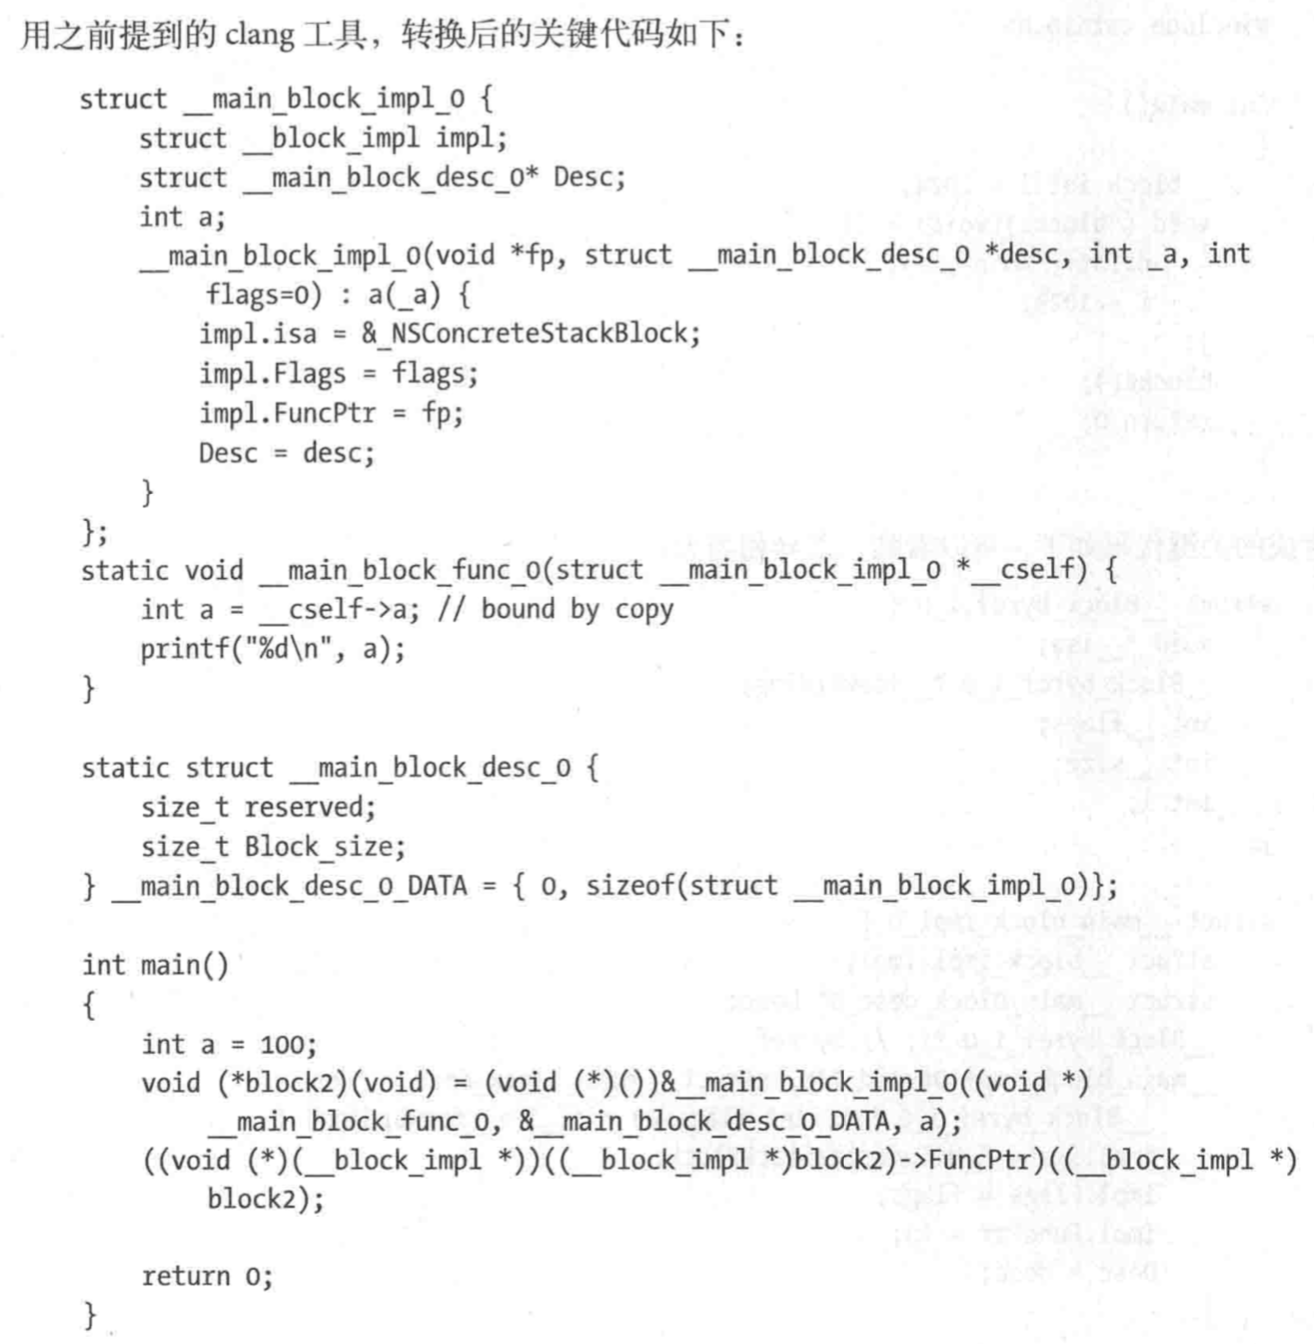 用之前提到的 clang 工具，转换后的关键代码如下：
struct __main_block_impl_0 {
struct __block_impl impl;
struct __main_block_desc_0* Desc;
int a;
__main_block_impl_0(void *fp, struct __main_block_desc_0 *desc, int _a, int
flags=0) : a(_a) {
impl.isa = &_NSConcreteStackBlock;
impl.Flags = flags;
impl.FuncPtr = fp;
Desc = desc;
}
};
static void __main_block_func_0(struct __main_block_impl_0 *__cself) {
int a = __cself->a; // bound by copy
printf("%d\n", a);
}
static struct __main_block_desc_0 {
size_t reserved;
size_t Block_size;
} __main_block_desc_0_DATA = { 0, sizeof(struct __main_block_impl_0)};
int main()
{
int a = 100;
void (*block2)(void) = (void (*)())&__main_block_impl_0((void *)
__main_block_func_0, &__main_block_desc_0_DATA, a);
((void (*)(__block_impl *))((__block_impl *)block2)->FuncPtr)((__block_impl *)
block2);
return 0;
}